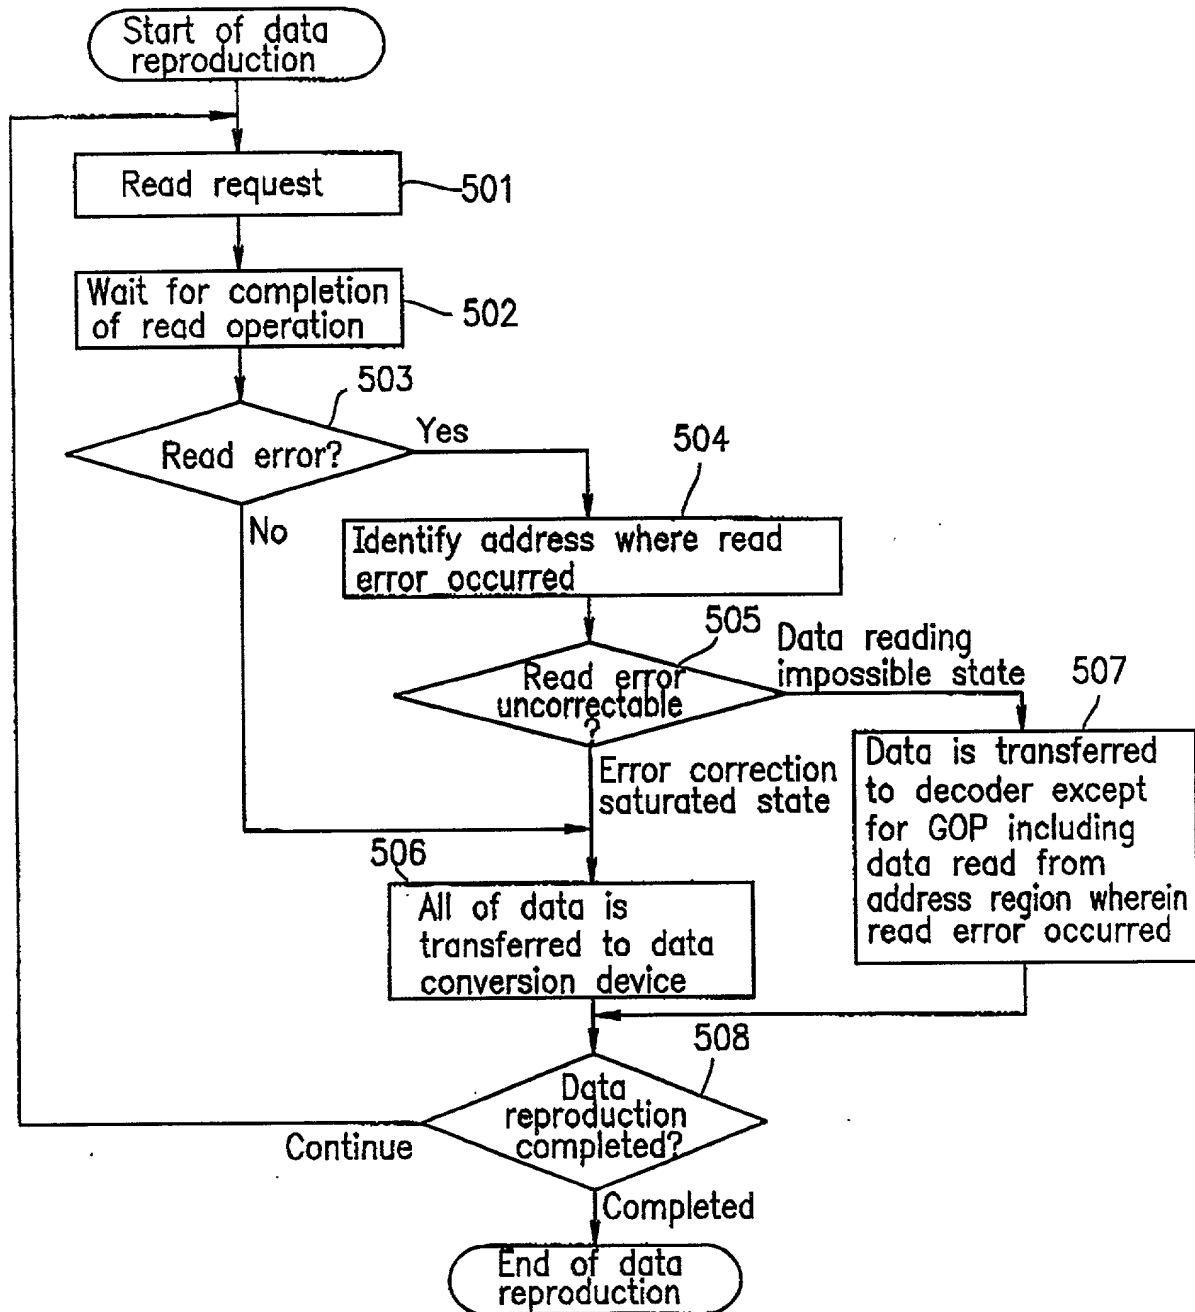 Start of data
reproduction
Read request
501
Wait for completion
of read operation
502
503
Read error?
Yes
No
504
Identify address where read
error occurred
505
Read error
uncorrectable
?
Data reading
impossible state
507
Error correction
saturated state
Data is transferred
to decoder except
for GOP including
data read from
address region wherein
read error occurred
506
All of data is
transferred to data
conversion device
508
Data
reproduction
completed?
Continue
Completed
End of data
reproduction